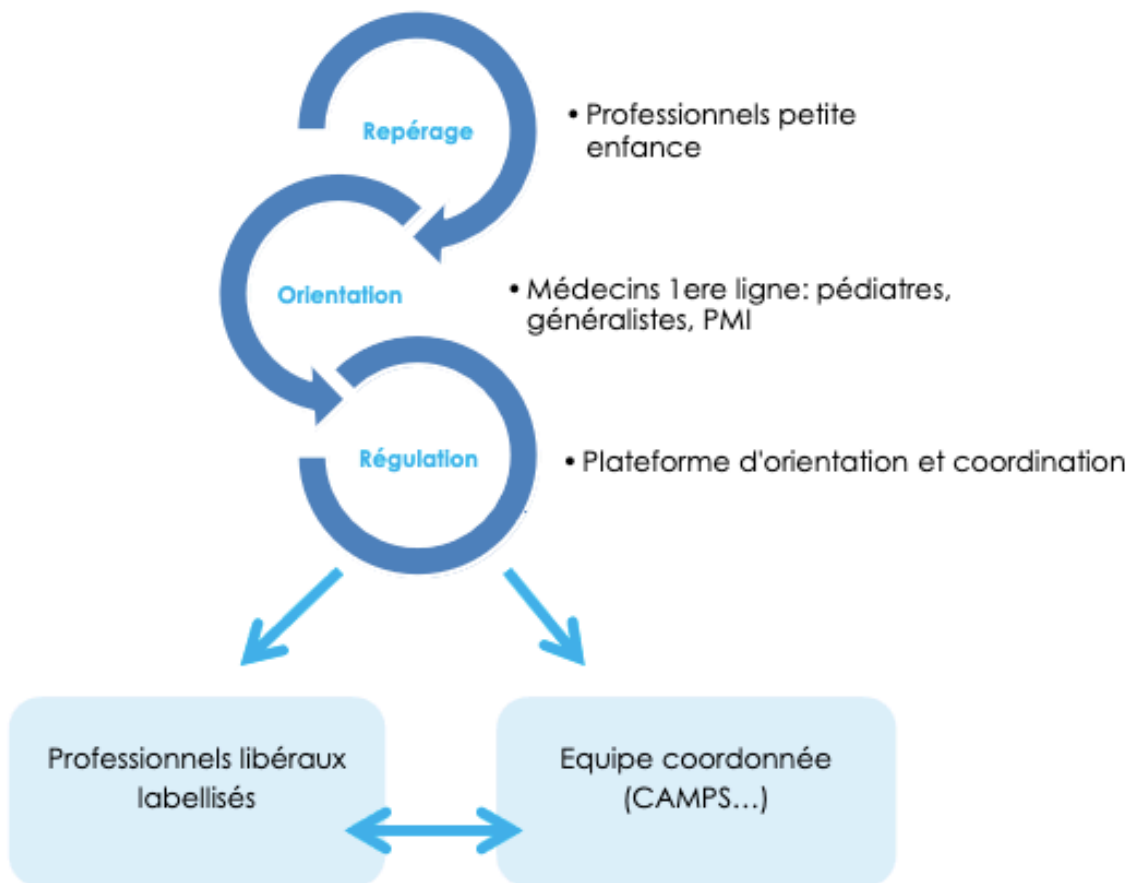 Repérage
• Professionnels petite
enfance
Orientation
• Médecins 1ere ligne: pédiatres,
généralistes, PMI
Régulation
• Plateforme d'orientation et coordination
Professionnels libéraux
labellisés
Equipe coordonnée
(CAMPS...)